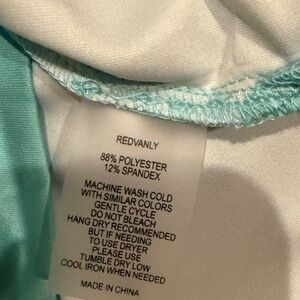 REDVANLY
88% POLYESTER
12% SPANDEX
MACHINE WASH COLD
WITH SIMILAR COLORS
GENTLE CYCLE
DO NOT BLEACH
HANG DRY RECOMMENDED
BUT IF NEEDING
TO USE DRYER
PLEASE USE
TUMBLE DRY LOW
COOL IRON WHEN NEEDED
MADE IN CHINA